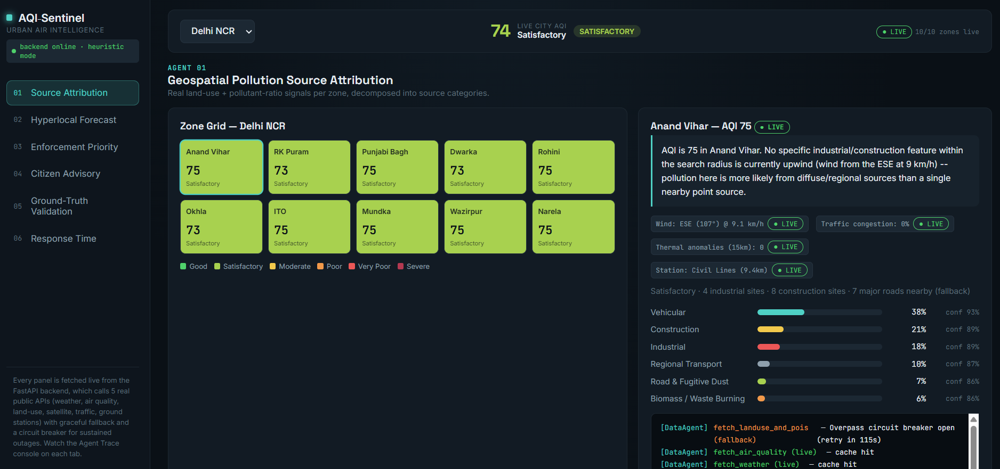 AQI-Sentinel
URBAN AIR INTELLIGENCE
backend online · heuristic
mode
01 Source Attribution
02 Hyperlocal Forecast
03 Enforcement Priority
04 Citizen Advisory
05 Ground-Truth
Validation
06 Response Time
Every panel is fetched live from the
FastAPI backend, which calls 5 real
public APIs (weather, air quality,
land-use, satellite, traffic, ground
stations) with graceful fallback and
a circuit breaker for sustained
outages. Watch the Agent Trace
console on each tab.
Delhi NCR
74
LIVE CITY AQI
Satisfactory
SATISFACTORY
● LIVE 10/10 zones live
AGENT 01
Geospatial Pollution Source Attribution
Real land-use + pollutant-ratio signals per zone, decomposed into source categories.
Zone Grid — Delhi NCR
Anand Vihar
75
Satisfactory
RK Puram
73
Satisfactory
Punjabi Bagh
75
Satisfactory
Dwarka
73
Satisfactory
Rohini
75
Satisfactory
Okhla
73
Satisfactory
ITO
75
Satisfactory
Mundka
75
Satisfactory
Wazirpur
75
Satisfactory
Narela
75
Satisfactory
Good Satisfactory Moderate Poor Very Poor Severe
Anand Vihar — AQI 75 ● LIVE
AQI is 75 in Anand Vihar. No specific industrial/construction feature within
the search radius is currently upwind (wind from the ESE at 9 km/h) --
pollution here is more likely from diffuse/regional sources than a single
nearby point source.
Wind: ESE (107°) @ 9.1 km/h ● LIVE
Traffic congestion: 0% ● LIVE
Thermal anomalies (15km): 0 ● LIVE
Station: Civil Lines (9.4km) ● LIVE
Satisfactory · 4 industrial sites · 8 construction sites · 7 major roads nearby (fallback)
Vehicular 38% conf 93%
Construction 21% conf 89%
Industrial 18% conf 89%
Regional Transport 10% conf 87%
Road & Fugitive Dust 7% conf 86%
Biomass / Waste Burning 6% conf 86%
[DataAgent] fetch_landuse_and_pois — Overpass circuit breaker open
(fallback) (retry in 115s)
[DataAgent] fetch_air_quality (live) — cache hit
[DataAgent] fetch_weather (live) — cache hit